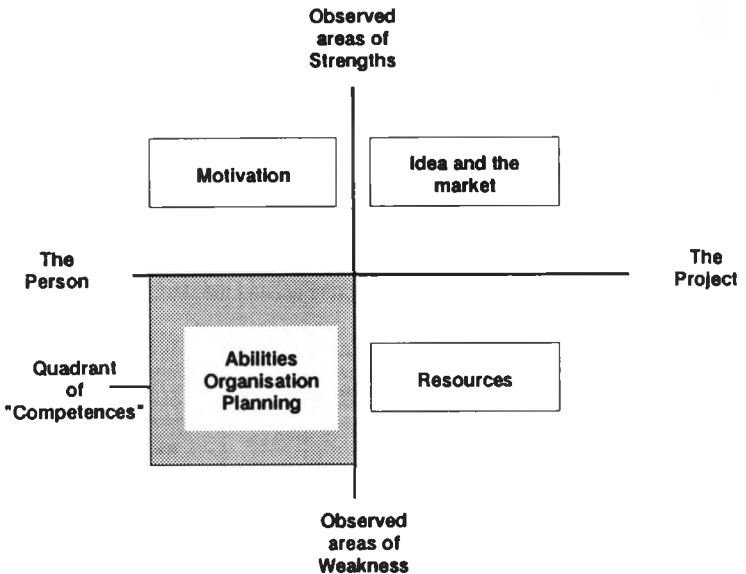 Observed
areas of
Strengths
Motivation
Idea and the
market
The
Person
The
Project
Quadrant
of
"Competences"
Abilities
Organisation
Planning
Resources
Observed
areas of
Weakness